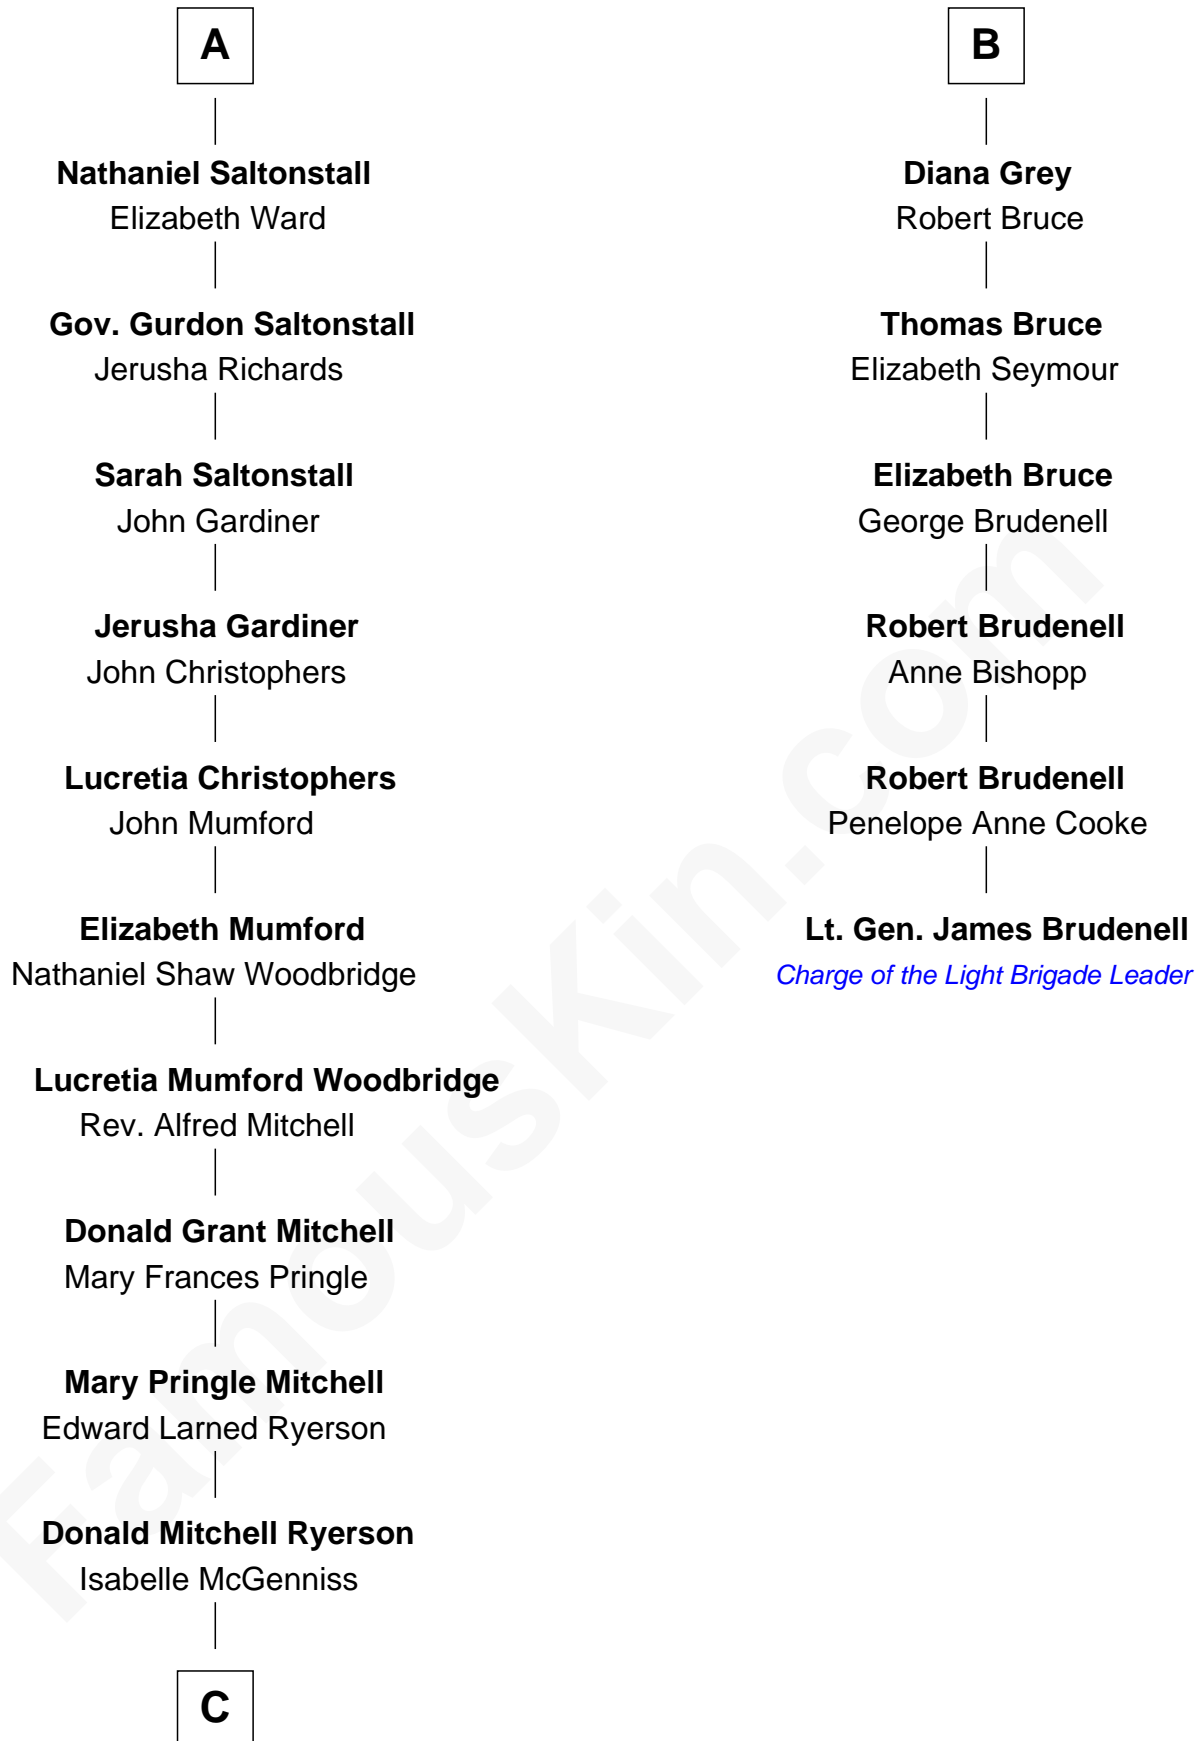 A
Nathaniel Saltonstall
Elizabeth Ward
Gov. Gurdon Saltonstall
Jerusha Richards
Sarah Saltonstall
John Gardiner
Jerusha Gardiner
John Christophers
Lucretia Christophers
John Mumford
Elizabeth Mumford
Nathaniel Shaw Woodbridge
Lucretia Mumford Woodbridge
Rev. Alfred Mitchell
Donald Grant Mitchell
Mary Frances Pringle
Mary Pringle Mitchell
Edward Larned Ryerson
Donald Mitchell Ryerson
Isabelle McGenniss
C
B
Diana Grey
Robert Bruce
Thomas Bruce
Elizabeth Seymour
Elizabeth Bruce
George Brudenell
Robert Brudenell
Anne Bishopp
Robert Brudenell
Penelope Anne Cooke
Lt. Gen. James Brudenell
Charge of the Light Brigade Leader
FamousKin.com